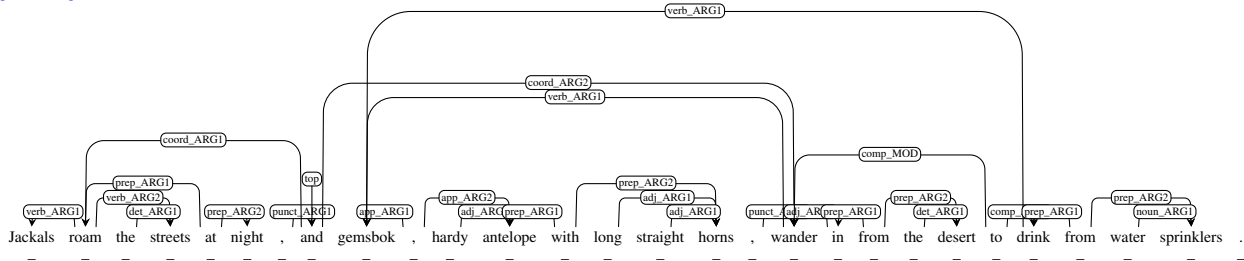 verb_ARG1
coord_ARG2
verb_ARG1
coord_ARG1
comp_MOD
top
prep_ARG1 prep_ARG2
verb_ARG2 app_ARG2 adj_ARG1 prep_ARG2 prep_ARG2
verb_ARG1 det_ARG1 prep_ARG2 punct_ARG1 app_ARG1 prep_ARG1 adj_ARG1 prep_ARG1 det_ARG1 prep_ARG1 noun_ARG1
Jackals roam the streets at night , and gemsbok , hardy antelope with long straight horns , wander in from the desert to drink from water sprinklers .